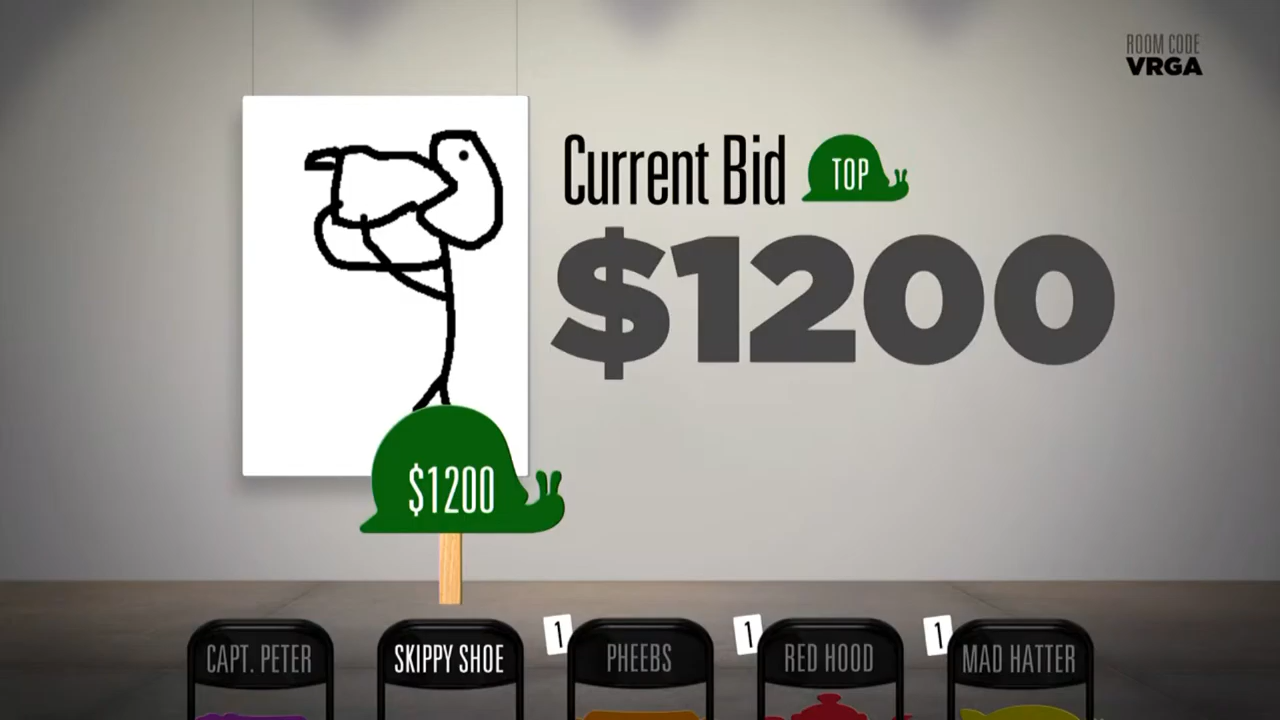 ROOM CODE
VRGA
Current Bid TOP
$1200
$1200
1 1 1
CAPT. PETER SKIPPY SHOE PHEEBS RED HOOD MAD HATTER